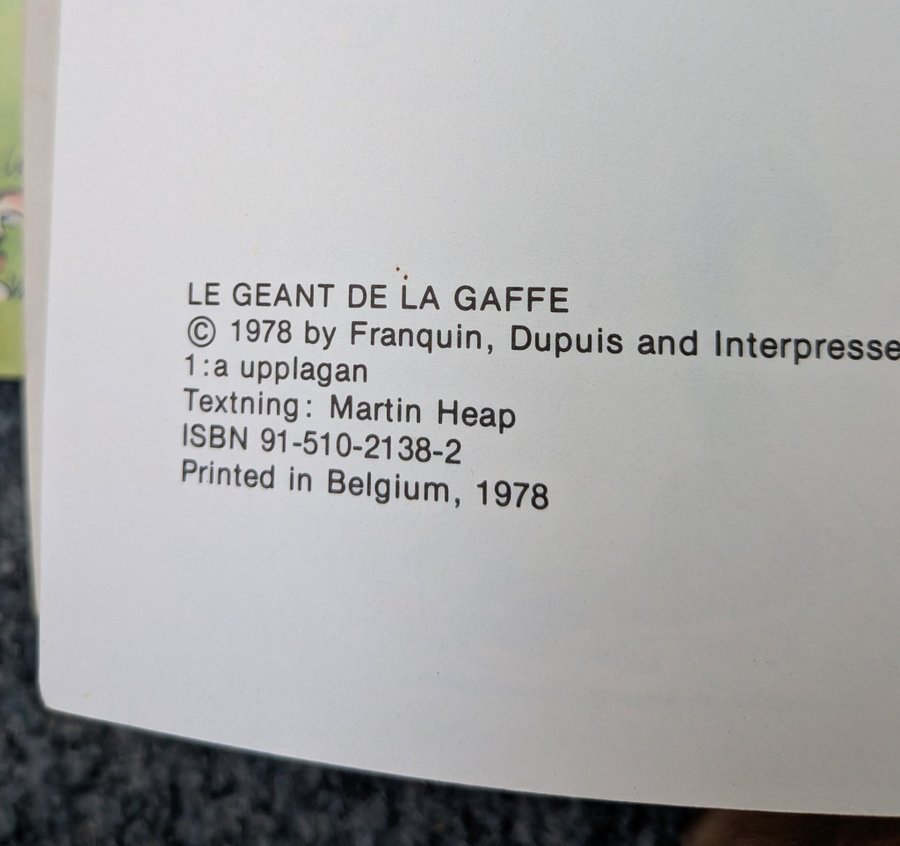 LE GEANT DE LA GAFFE
© 1978 by Franquin, Dupuis and Interpresse
1:a upplagan
Textning: Martin Heap
ISBN 91-510-2138-2
Printed in Belgium, 1978